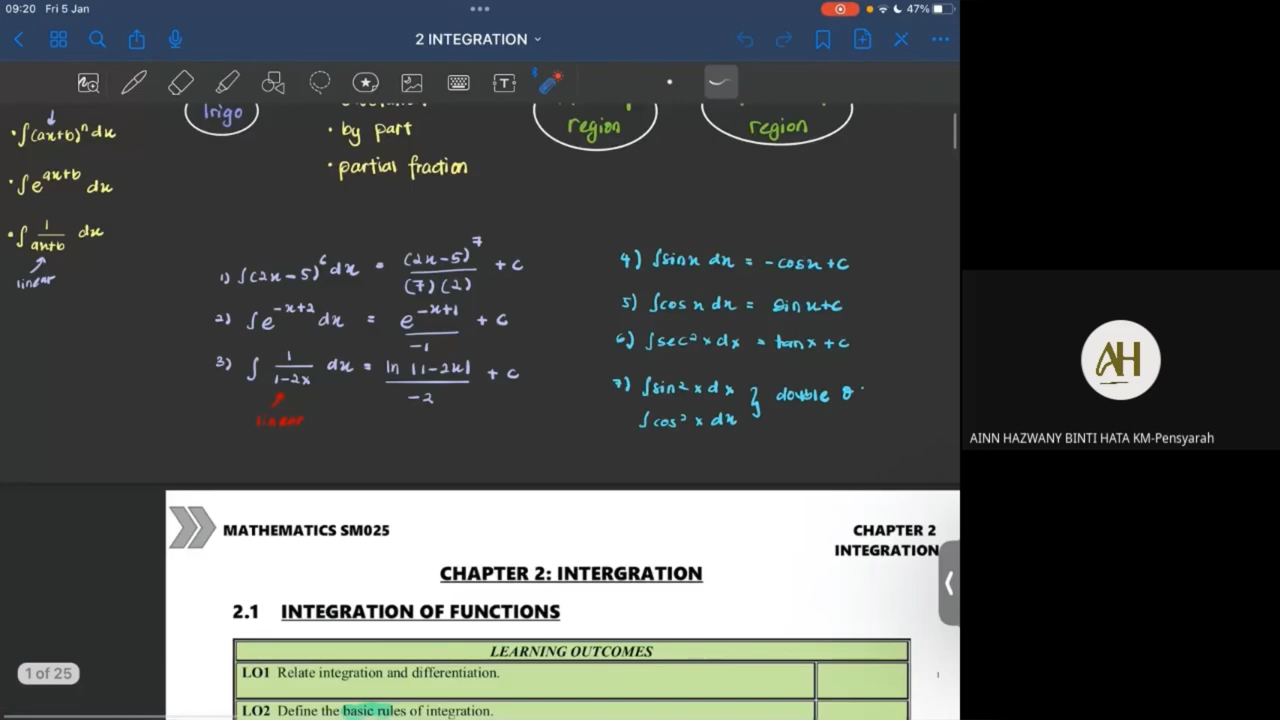 09:20 Fri 5 Jan
47%
2 INTEGRATION
Trigo
• by part
• partial fraction
region
region
• ∫(ax+b)ⁿ dx
• ∫e^(ax+b) dx
• ∫ 1/(ax+b) dx
linear
1) ∫(2x-5)⁶ dx = (2x-5)⁷/(7)(2) + c
2) ∫e^(-x+2) dx = e^(-x+1)/-1 + c
3) ∫ 1/(1-2x) dx = ln |1-2x|/-2 + c
linear
4) ∫sin x dx = -cos x + c
5) ∫cos x dx = sin x + c
6) ∫sec² x dx = tan x + c
7) ∫sin² x dx } double θ
∫cos² x dx
AH
AINN HAZWANY BINTI HATA KM-Pensyarah
MATHEMATICS SM025
CHAPTER 2
INTEGRATION
CHAPTER 2: INTERGRATION
2.1 INTEGRATION OF FUNCTIONS
LEARNING OUTCOMES
LO1 Relate integration and differentiation.
LO2 Define the basic rules of integration.
1 of 25